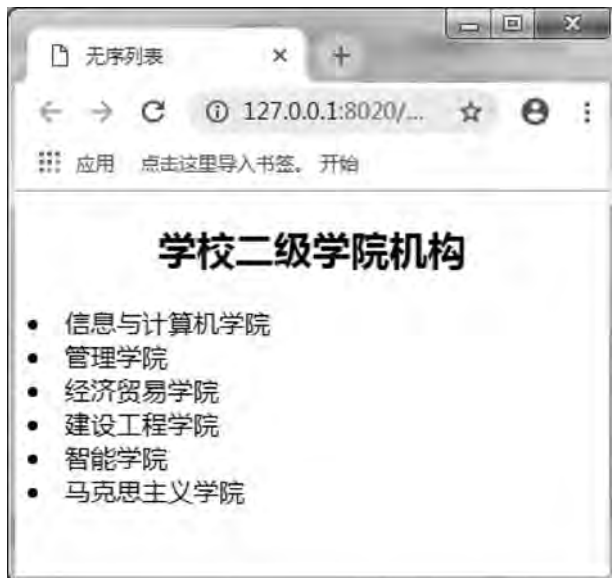 无序列表
127.0.0.1:8020/...
应用 点击这里导入书签。 开始
学校二级学院机构
信息与计算机学院
管理学院
经济贸易学院
建设工程学院
智能学院
马克思主义学院